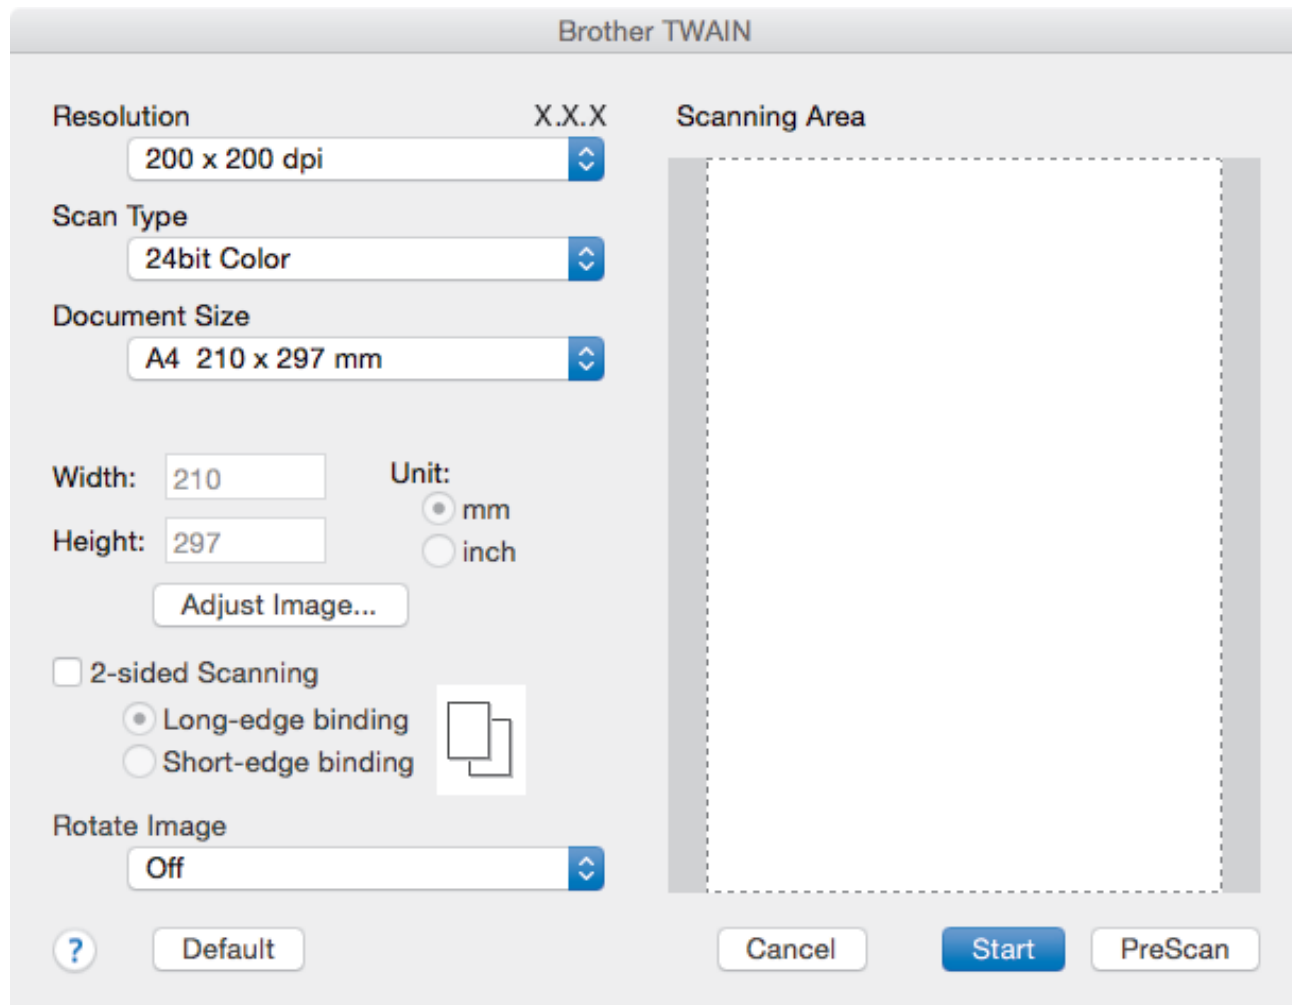 Brother TWAIN
Resolution X.X.X
200 x 200 dpi
Scan Type
24bit Color
Document Size
A4 210 x 297 mm
Width: 210
Height: 297
Unit:
mm
inch
Adjust Image...
2-sided Scanning
Long-edge binding
Short-edge binding
Rotate Image
Off
? Default
Scanning Area
Cancel Start PreScan